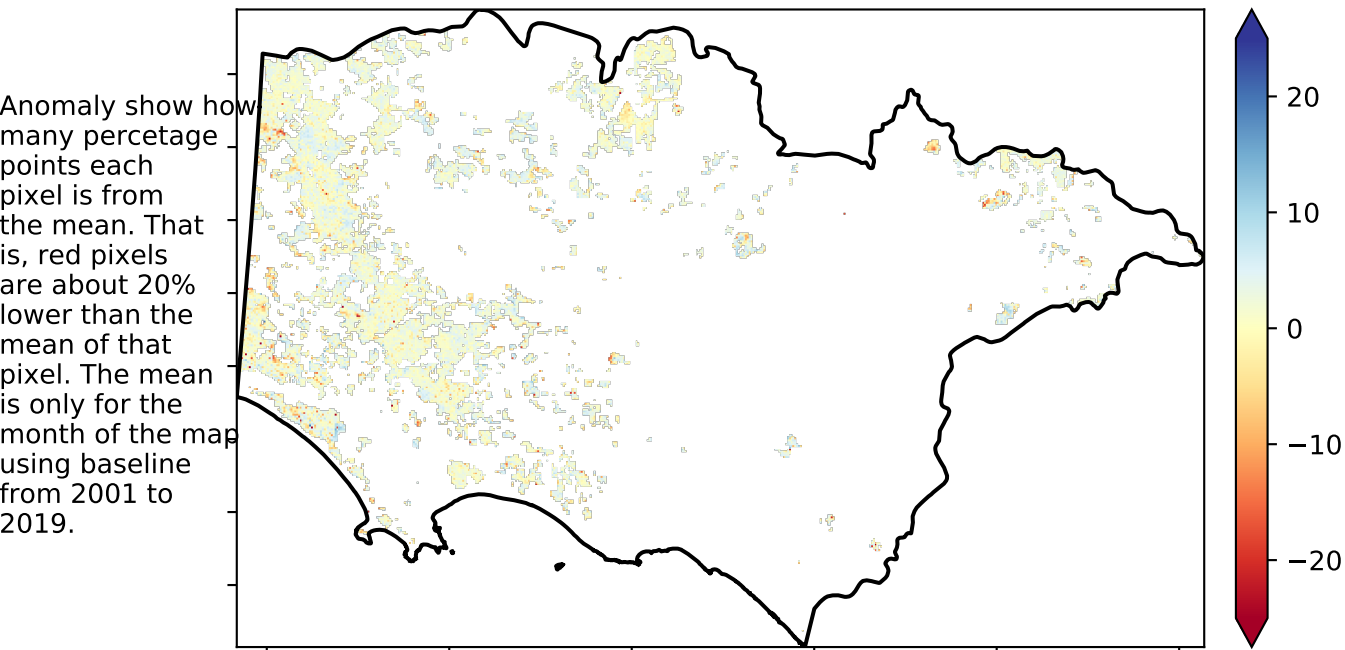 Anomaly show how
many percetage
points each
pixel is from
the mean. That
is, red pixels
are about 20%
lower than the
mean of that
pixel. The mean
is only for the
month of the map
using baseline
from 2001 to
2019.
20
10
0
−10
−20